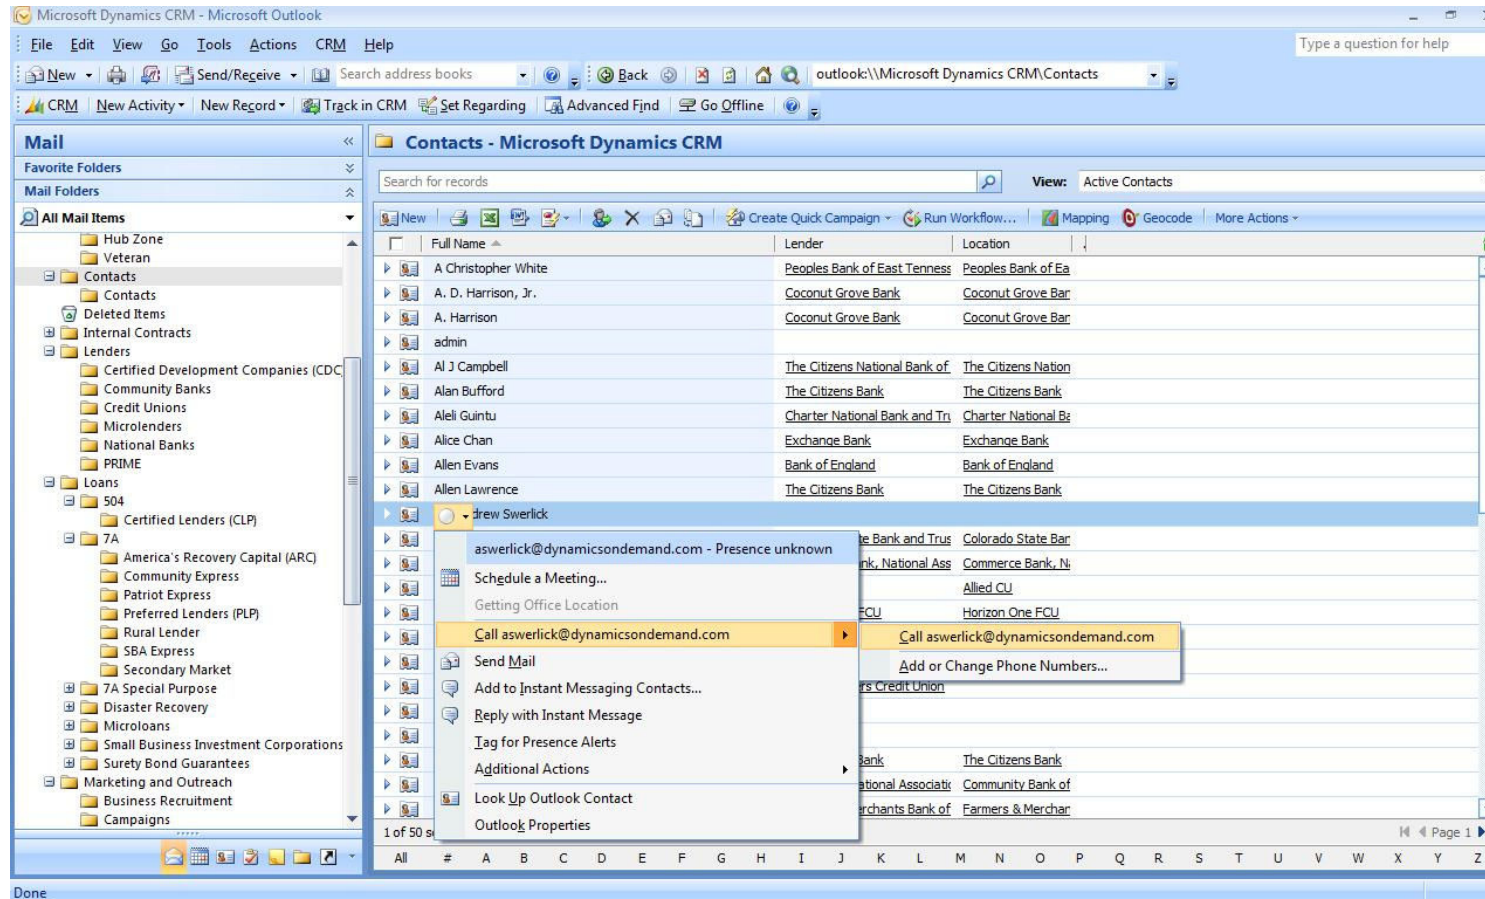 Microsoft Dynamics CRM - Microsoft Outlook
File Edit View Go Tools Actions CRM Help
Type a question for help
New Send/Receive Search address books Back outlook:\\Microsoft Dynamics CRM\Contacts
CRM New Activity New Record Track in CRM Set Regarding Advanced Find Go Offline
Mail
Favorite Folders
Mail Folders
All Mail Items
Hub Zone
Veteran
Contacts
Contacts
Deleted Items
Internal Contracts
Lenders
Certified Development Companies (CDC
Community Banks
Credit Unions
Microlenders
National Banks
PRIME
Loans
504
Certified Lenders (CLP)
7A
America's Recovery Capital (ARC)
Community Express
Patriot Express
Preferred Lenders (PLP)
Rural Lender
SBA Express
Secondary Market
7A Special Purpose
Disaster Recovery
Microloans
Small Business Investment Corporations
Surety Bond Guarantees
Marketing and Outreach
Business Recruitment
Campaigns
Contacts - Microsoft Dynamics CRM
Search for records View: Active Contacts
New Create Quick Campaign Run Workflow... Mapping Geocode More Actions
Full Name Lender Location
A Christopher White Peoples Bank of East Tenness Peoples Bank of Ea
A. D. Harrison, Jr. Coconut Grove Bank Coconut Grove Ban
A. Harrison Coconut Grove Bank Coconut Grove Ban
admin
Al J Campbell The Citizens National Bank of The Citizens Nation
Alan Bufford The Citizens Bank The Citizens Bank
Aleli Guintu Charter National Bank and Tru Charter National Ba
Alice Chan Exchange Bank Exchange Bank
Allen Evans Bank of England Bank of England
Allen Lawrence The Citizens Bank The Citizens Bank
drew Swerlick
te Bank and Trus Colorado State Ban
nk, National Ass Commerce Bank, Na
Allied CU
FCU Horizon One FCU
rs Credit Union
Bank The Citizens Bank
ational Associatio Community Bank of
erchants Bank of Farmers & Merchan
aswerlick@dynamicsondemand.com - Presence unknown
Schedule a Meeting...
Getting Office Location
Call aswerlick@dynamicsondemand.com
Send Mail
Add to Instant Messaging Contacts...
Reply with Instant Message
Tag for Presence Alerts
Additional Actions
Look Up Outlook Contact
Outlook Properties
Call aswerlick@dynamicsondemand.com
Add or Change Phone Numbers...
1 of 50 s Page 1
All # A B C D E F G H I J K L M N O P Q R S T U V W X Y Z
Done